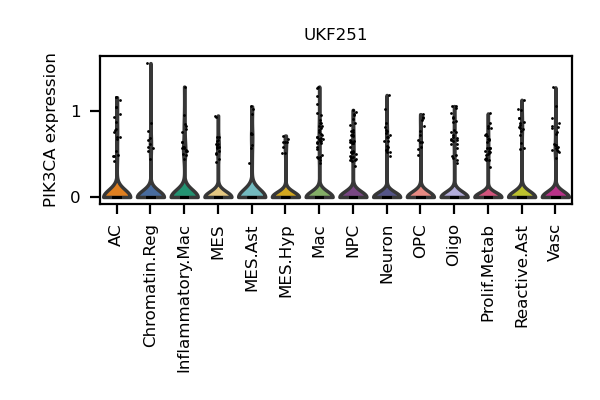 UKF251
PIK3CA expression
1
0
AC
Chromatin.Reg
Inflammatory.Mac
MES
MES.Ast
MES.Hyp
Mac
NPC
Neuron
OPC
Oligo
Prolif.Metab
Reactive.Ast
Vasc